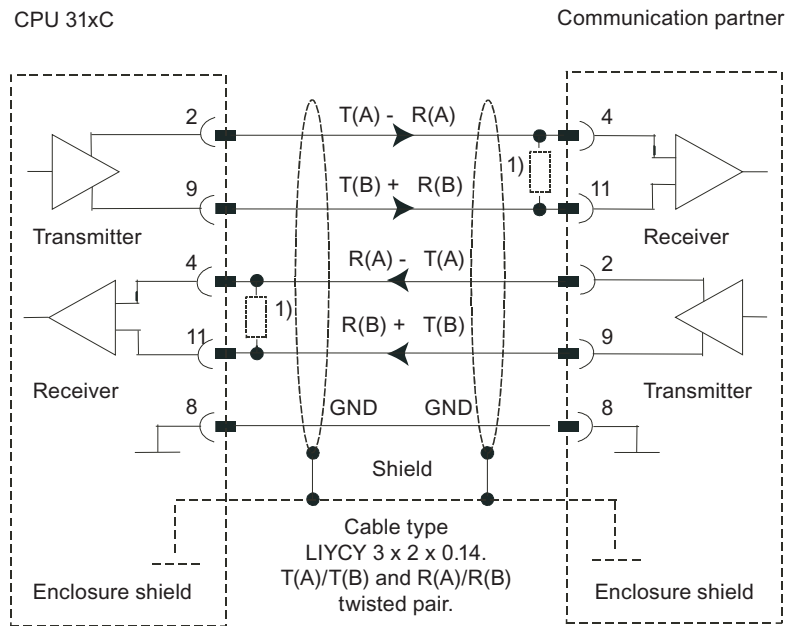 CPU 31xC
Communication partner
2
T(A) - R(A)
4
1)
9
T(B) + R(B)
11
Transmitter
Receiver
4
R(A) - T(A)
2
1)
11
R(B) + T(B)
9
Receiver
Transmitter
8
GND
GND
8
Shield
Cable type
LIYCY 3 x 2 x 0.14.
T(A)/T(B) and R(A)/R(B)
twisted pair.
Enclosure shield
Enclosure shield